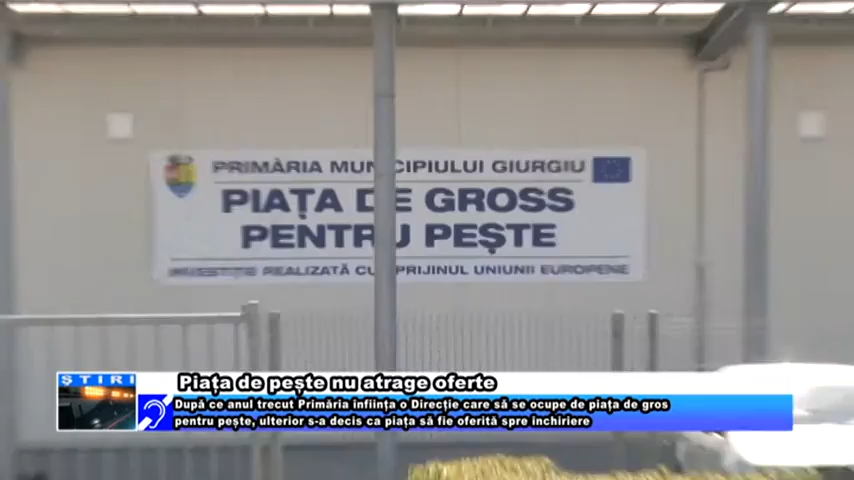 PRIMĂRIA MUNICIPIULUI GIURGIU
PIAȚA DE GROSS
PENTRU PEȘTE
INVESTIȚIE REALIZATĂ CU SPRIJINUL UNIUNII EUROPENE
ȘTIRI
Piața de pește nu atrage oferte
După ce anul trecut Primăria înființa o Direcție care să se ocupe de piața de gros
pentru pește, ulterior s-a decis ca piața să fie oferită spre închiriere